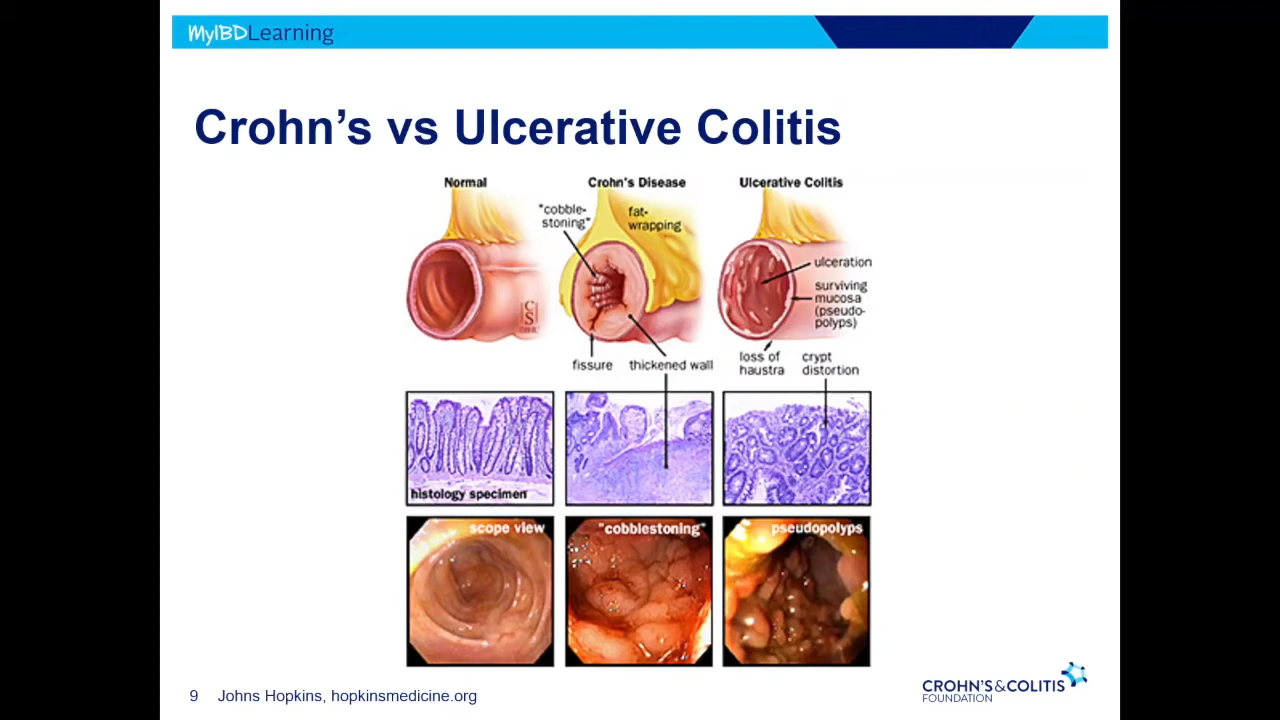 MyIBDLearning
Crohn's vs Ulcerative Colitis
Normal
Crohn's Disease
Ulcerative Colitis
"cobble-
stoning"
fat-
wrapping
ulceration
surviving
mucosa
(pseudo-
polyps)
fissure
thickened wall
loss of
haustra
crypt
distortion
CS
histology specimen
scope view
"cobblestoning"
pseudopolyps
9 Johns Hopkins, hopkinsmedicine.org
CROHN'S&COLITIS
FOUNDATION